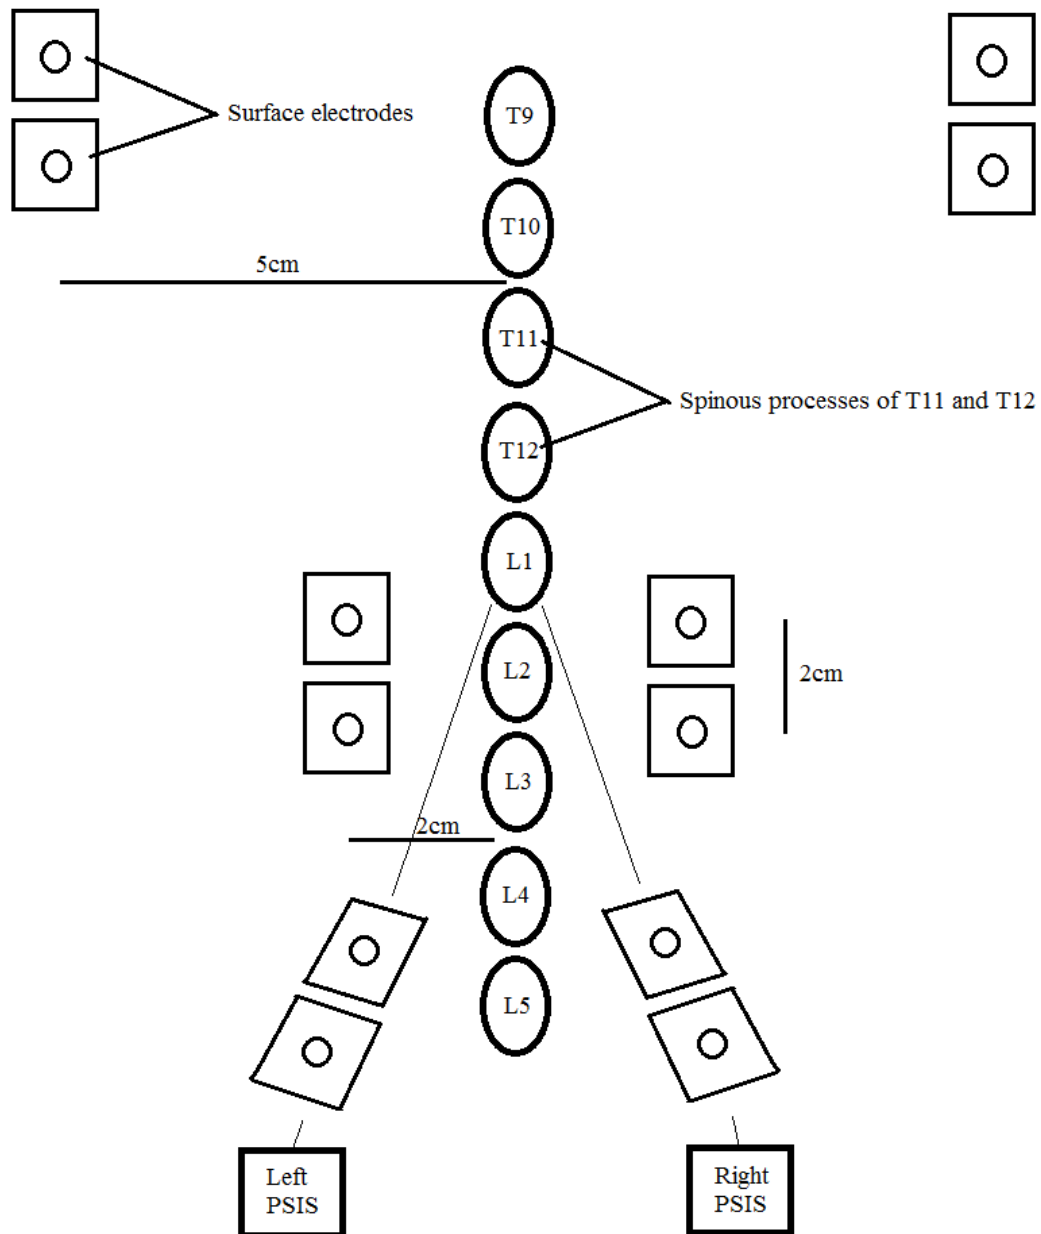 Surface electrodes
T9
T10
5cm
T11
Spinous processes of T11 and T12
T12
L1
L2
2cm
L3
2cm
L4
L5
Left
PSIS
Right
PSIS